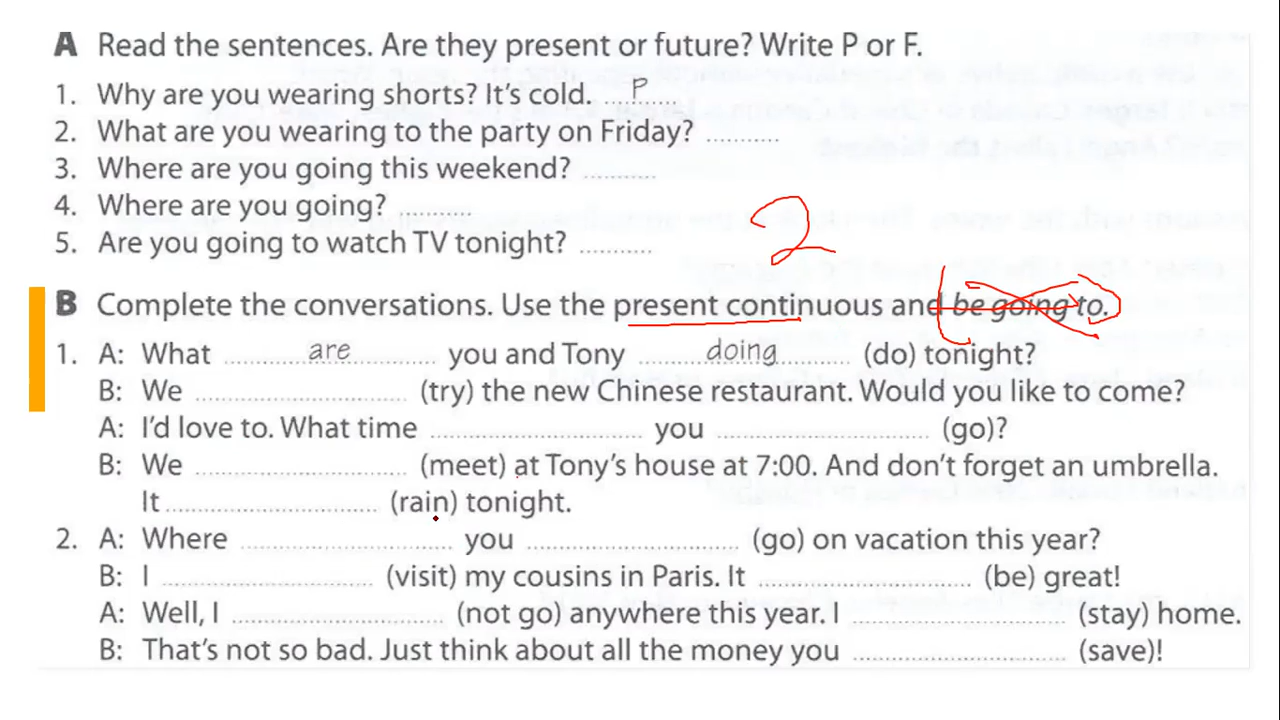 A Read the sentences. Are they present or future? Write P or F.
1. Why are you wearing shorts? It's cold. P
2. What are you wearing to the party on Friday? ............
3. Where are you going this weekend? ............
4. Where are you going? ............
5. Are you going to watch TV tonight? ............
2
B Complete the conversations. Use the present continuous and be going to.
1. A: What are you and Tony doing (do) tonight?
B: We ............ (try) the new Chinese restaurant. Would you like to come?
A: I'd love to. What time ............ you ............ (go)?
B: We ............ (meet) at Tony's house at 7:00. And don't forget an umbrella.
It ............ (rain) tonight.
2. A: Where ............ you ............ (go) on vacation this year?
B: I ............ (visit) my cousins in Paris. It ............ (be) great!
A: Well, I ............ (not go) anywhere this year. I ............ (stay) home.
B: That's not so bad. Just think about all the money you ............ (save)!